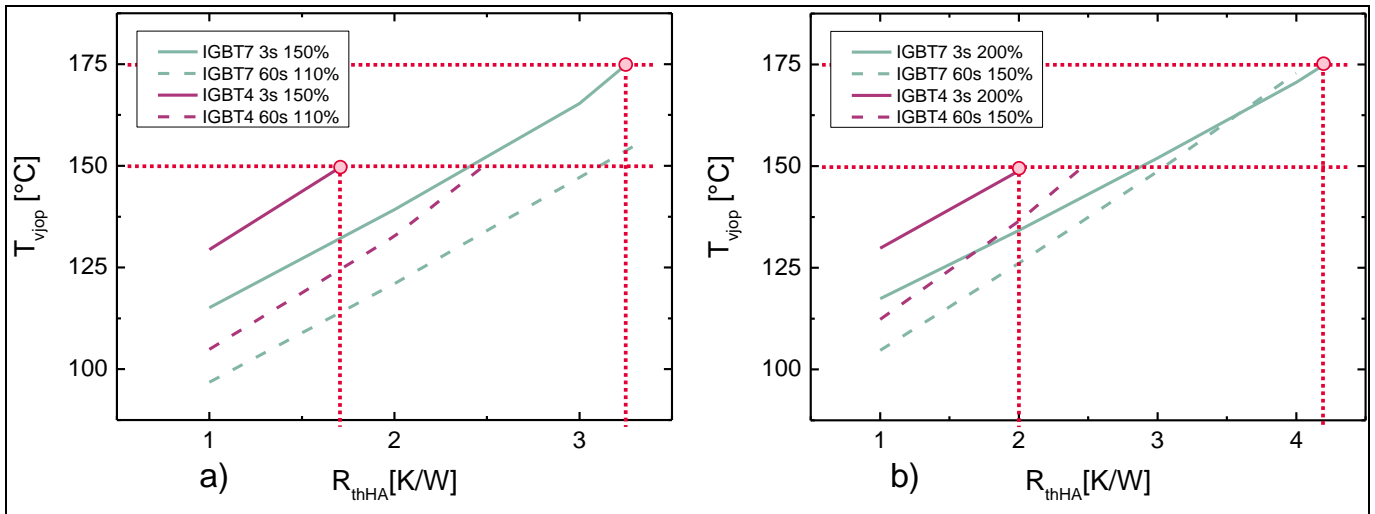 IGBT7 3s 150%
IGBT7 60s 110%
IGBT4 3s 150%
IGBT4 60s 110%
175
150
125
100
T_vjop [°C]
1 2 3
a) R_thHA[K/W]
IGBT7 3s 200%
IGBT7 60s 150%
IGBT4 3s 200%
IGBT4 60s 150%
175
150
125
100
T_vjop [°C]
1 2 3 4
b) R_thHA[K/W]